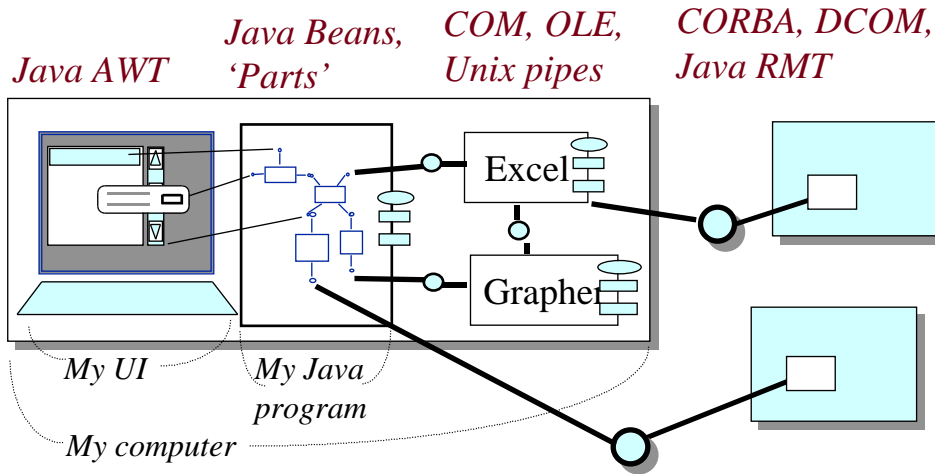 Java AWT
Java Beans,
‘Parts’
COM, OLE,
Unix pipes
CORBA, DCOM,
Java RMT
Excel
Grapher
My UI
My Java
program
My computer